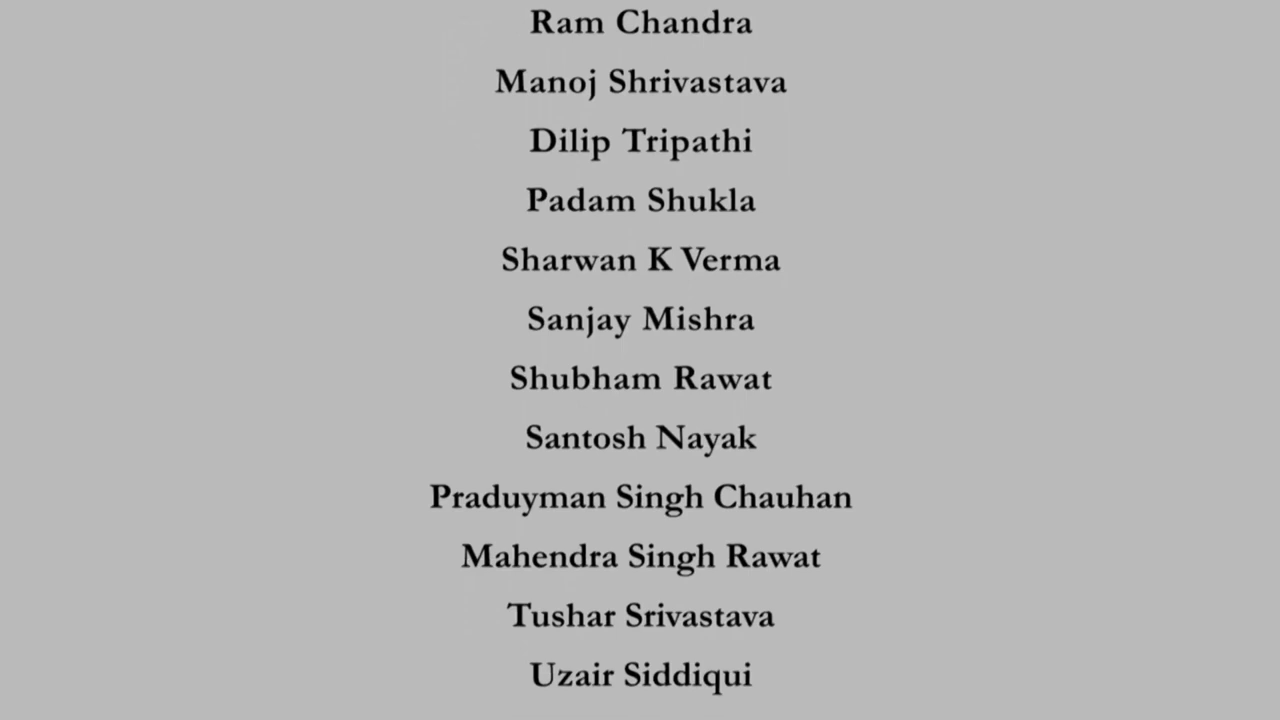 Ram Chandra
Manoj Shrivastava
Dilip Tripathi
Padam Shukla
Sharwan K Verma
Sanjay Mishra
Shubham Rawat
Santosh Nayak
Praduyman Singh Chauhan
Mahendra Singh Rawat
Tushar Srivastava
Uzair Siddiqui